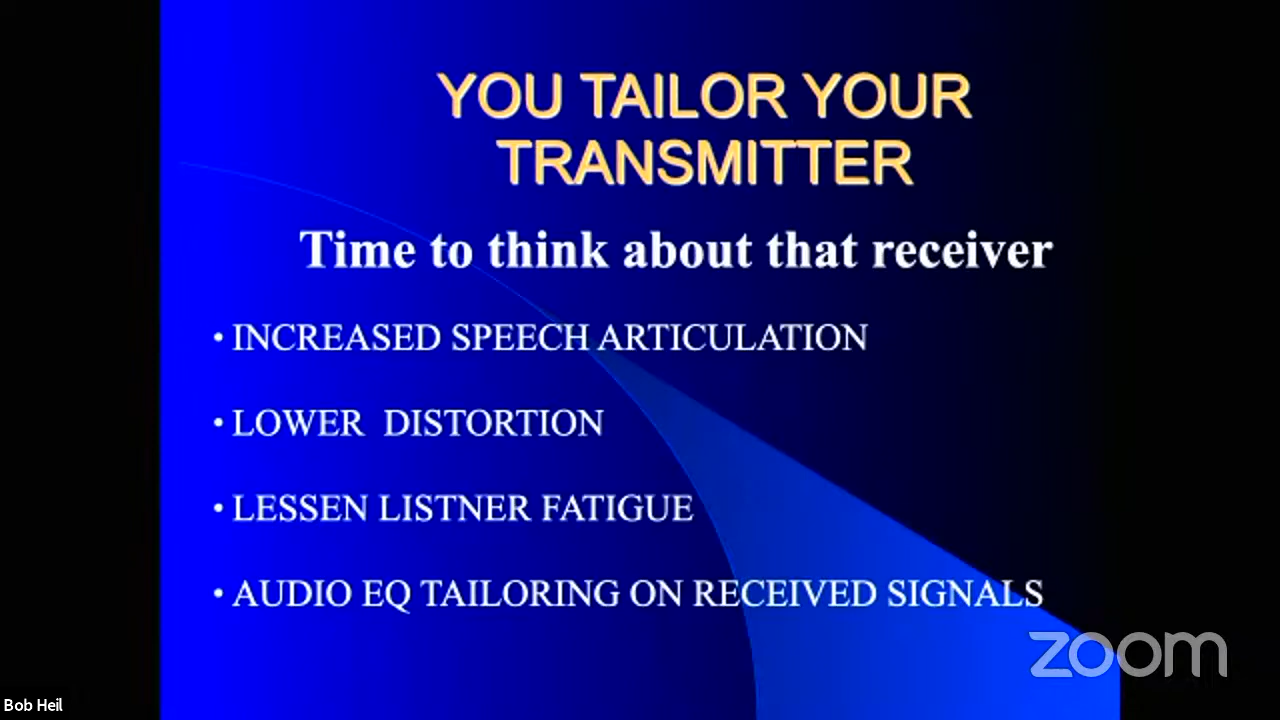 YOU TAILOR YOUR
TRANSMITTER
Time to think about that receiver
• INCREASED SPEECH ARTICULATION
• LOWER DISTORTION
• LESSEN LISTNER FATIGUE
• AUDIO EQ TAILORING ON RECEIVED SIGNALS
zoom
Bob Heil